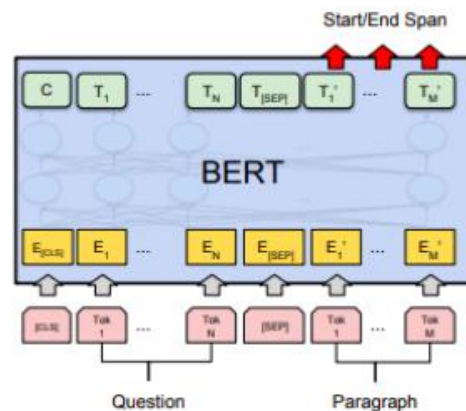 Start/End Span
C T1 ... TN T[SEP] T1' ... TM'
BERT
E[CLS] E1 ... EN E[SEP] E1' ... EM'
[CLS] Tok 1 ... Tok N [SEP] Tok 1 ... Tok M
Question Paragraph